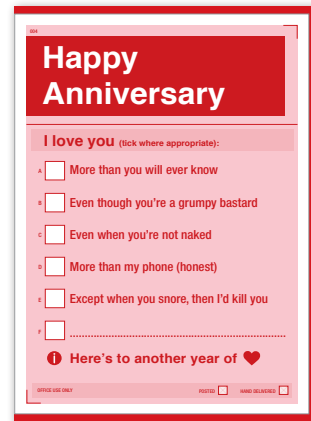 004
Happy
Anniversary
I love you (tick where appropriate):
A More than you will ever know
B Even though you're a grumpy bastard
C Even when you're not naked
D More than my phone (honest)
E Except when you snore, then I'd kill you
F ............................................................
i Here's to another year of ♥
OFFICE USE ONLY POSTED HAND DELIVERED